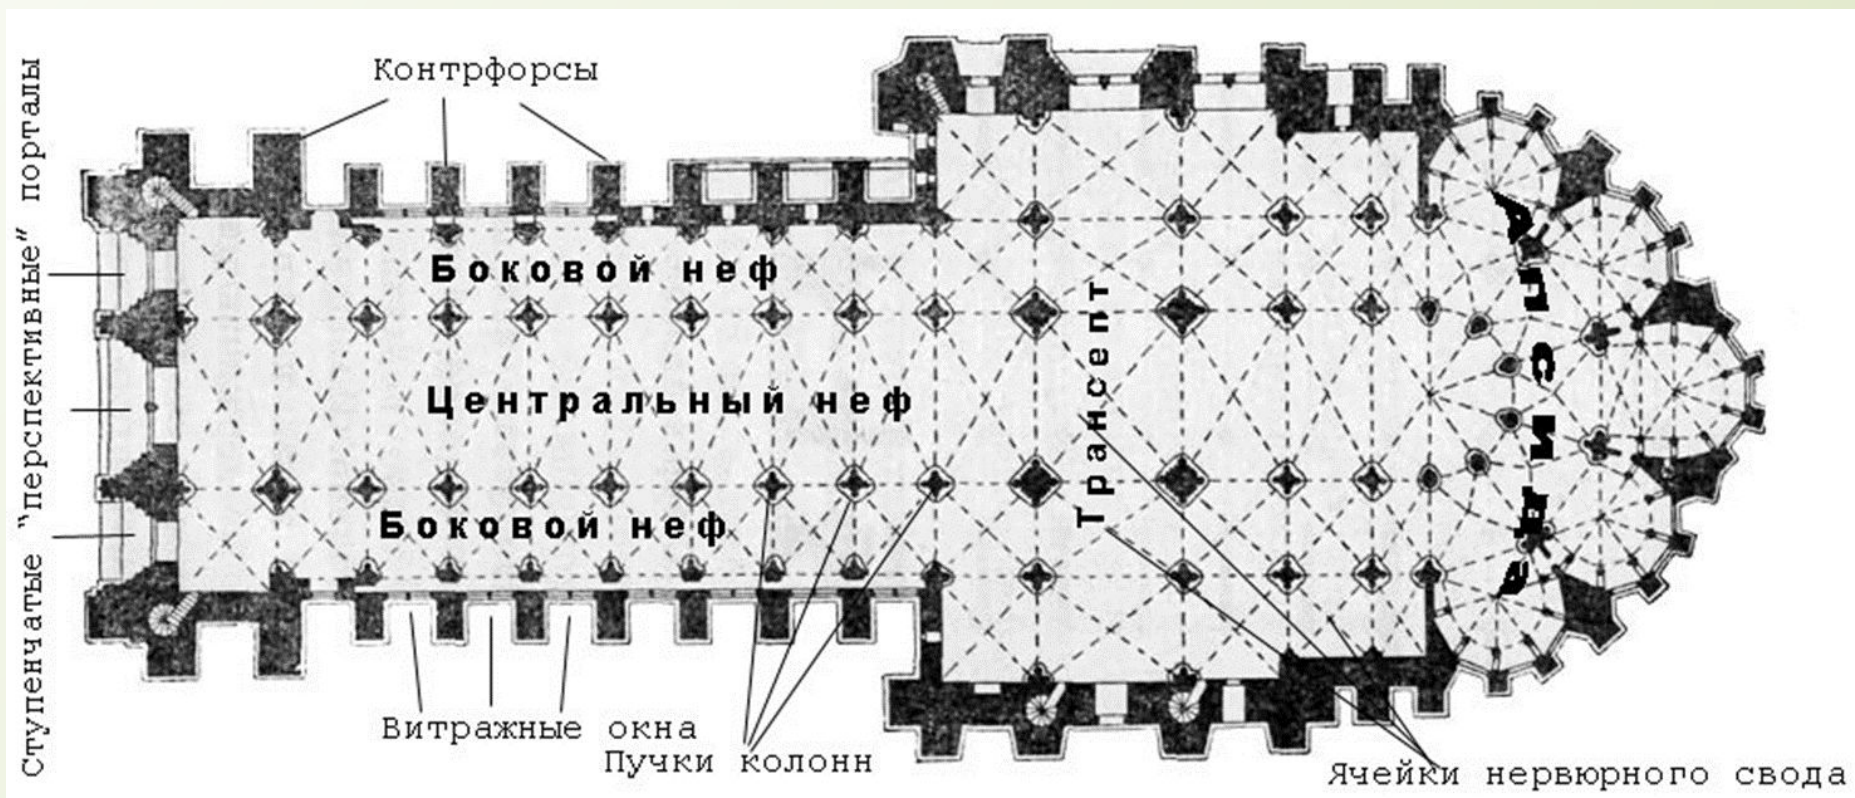 Контрфорсы
Ступенчатые "перспективные" порталы
Боковой неф
Центральный неф
Боковой неф
Трансепт
Апсида
Витражные окна
Пучки колонн
Ячейки нервюрного свода